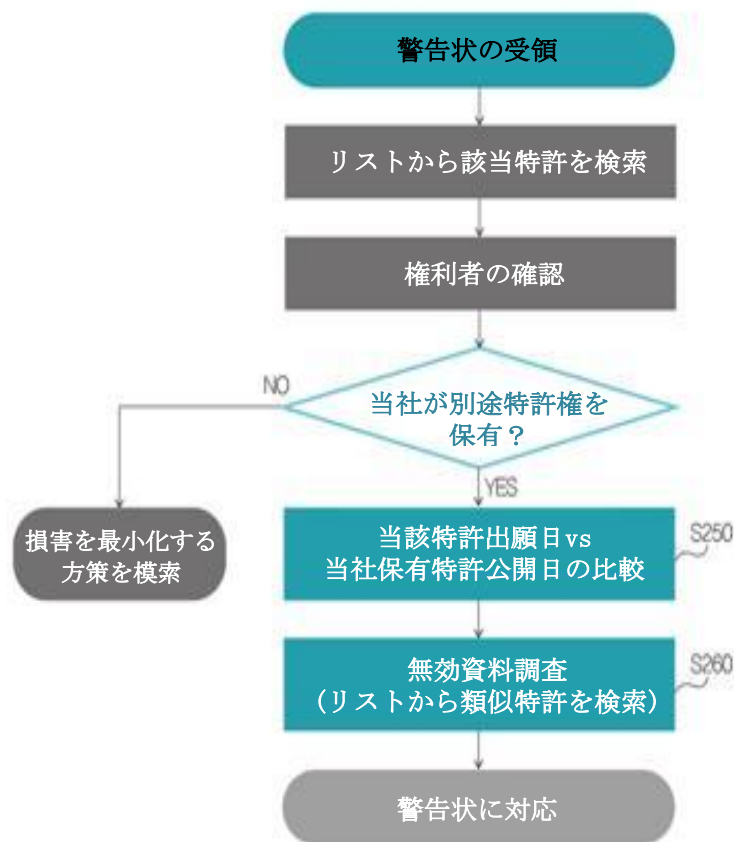 警告状の受領
リストから該当特許を検索
権利者の確認
当社が別途特許権を
保有？
NO
YES
損害を最小化する
方策を模索
当該特許出願日vs
当社保有特許公開日の比較
S250
無効資料調査
（リストから類似特許を検索）
S260
警告状に対応